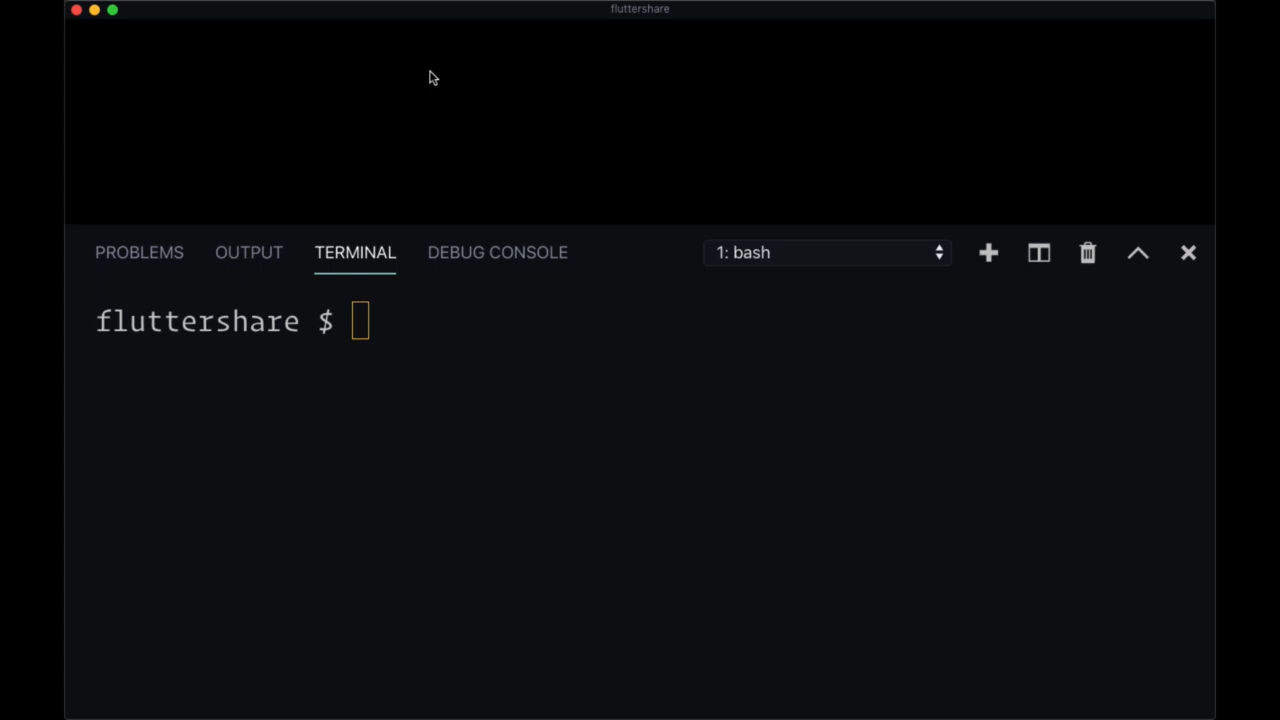 fluttershare
PROBLEMS OUTPUT TERMINAL DEBUG CONSOLE 1: bash
fluttershare $